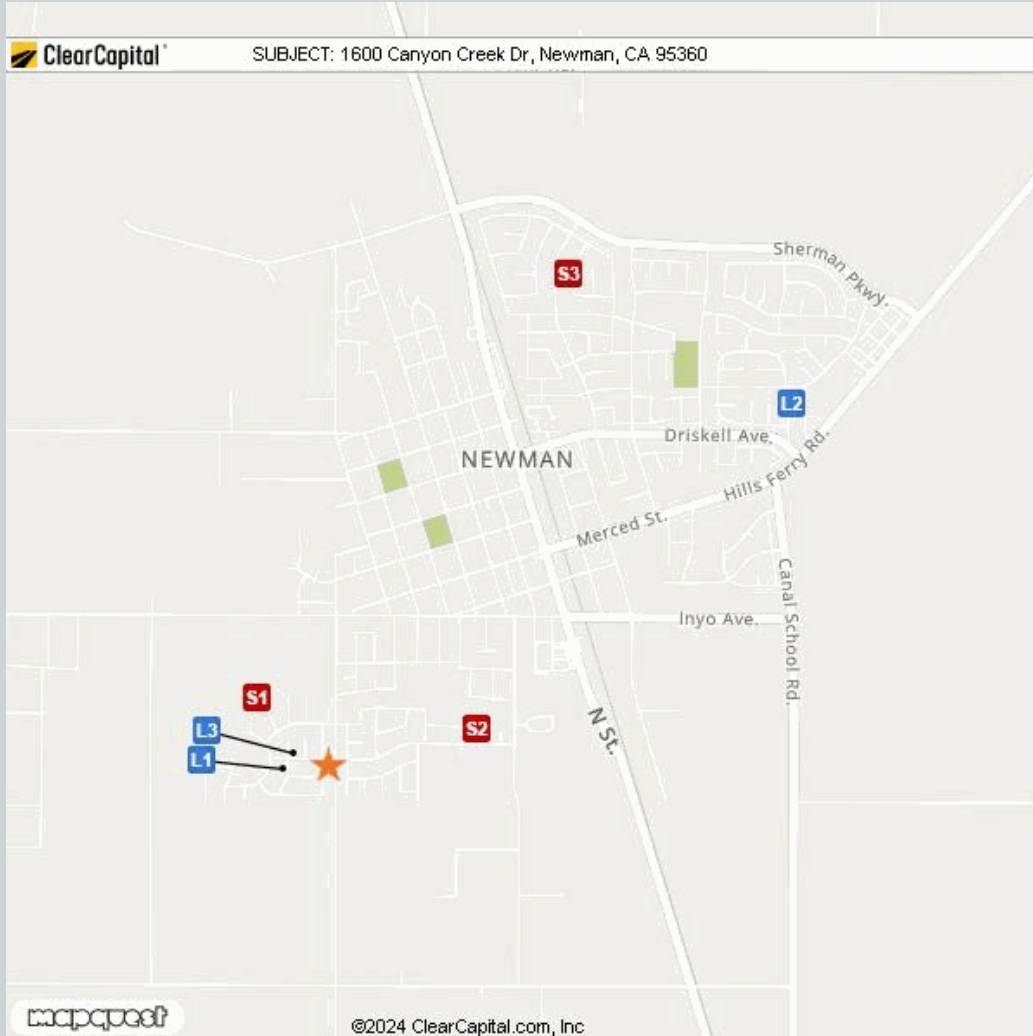 ClearCapital
SUBJECT: 1600 Canyon Creek Dr, Newman, CA 95360
S3
Sherman Pkwy.
L2
Driskell Ave.
NEWMAN
Hills Ferry Rd.
Merced St.
Canal School Rd.
Inyo Ave.
S1
L3
S2
N St.
L1
mapquest
©2024 ClearCapital.com, Inc